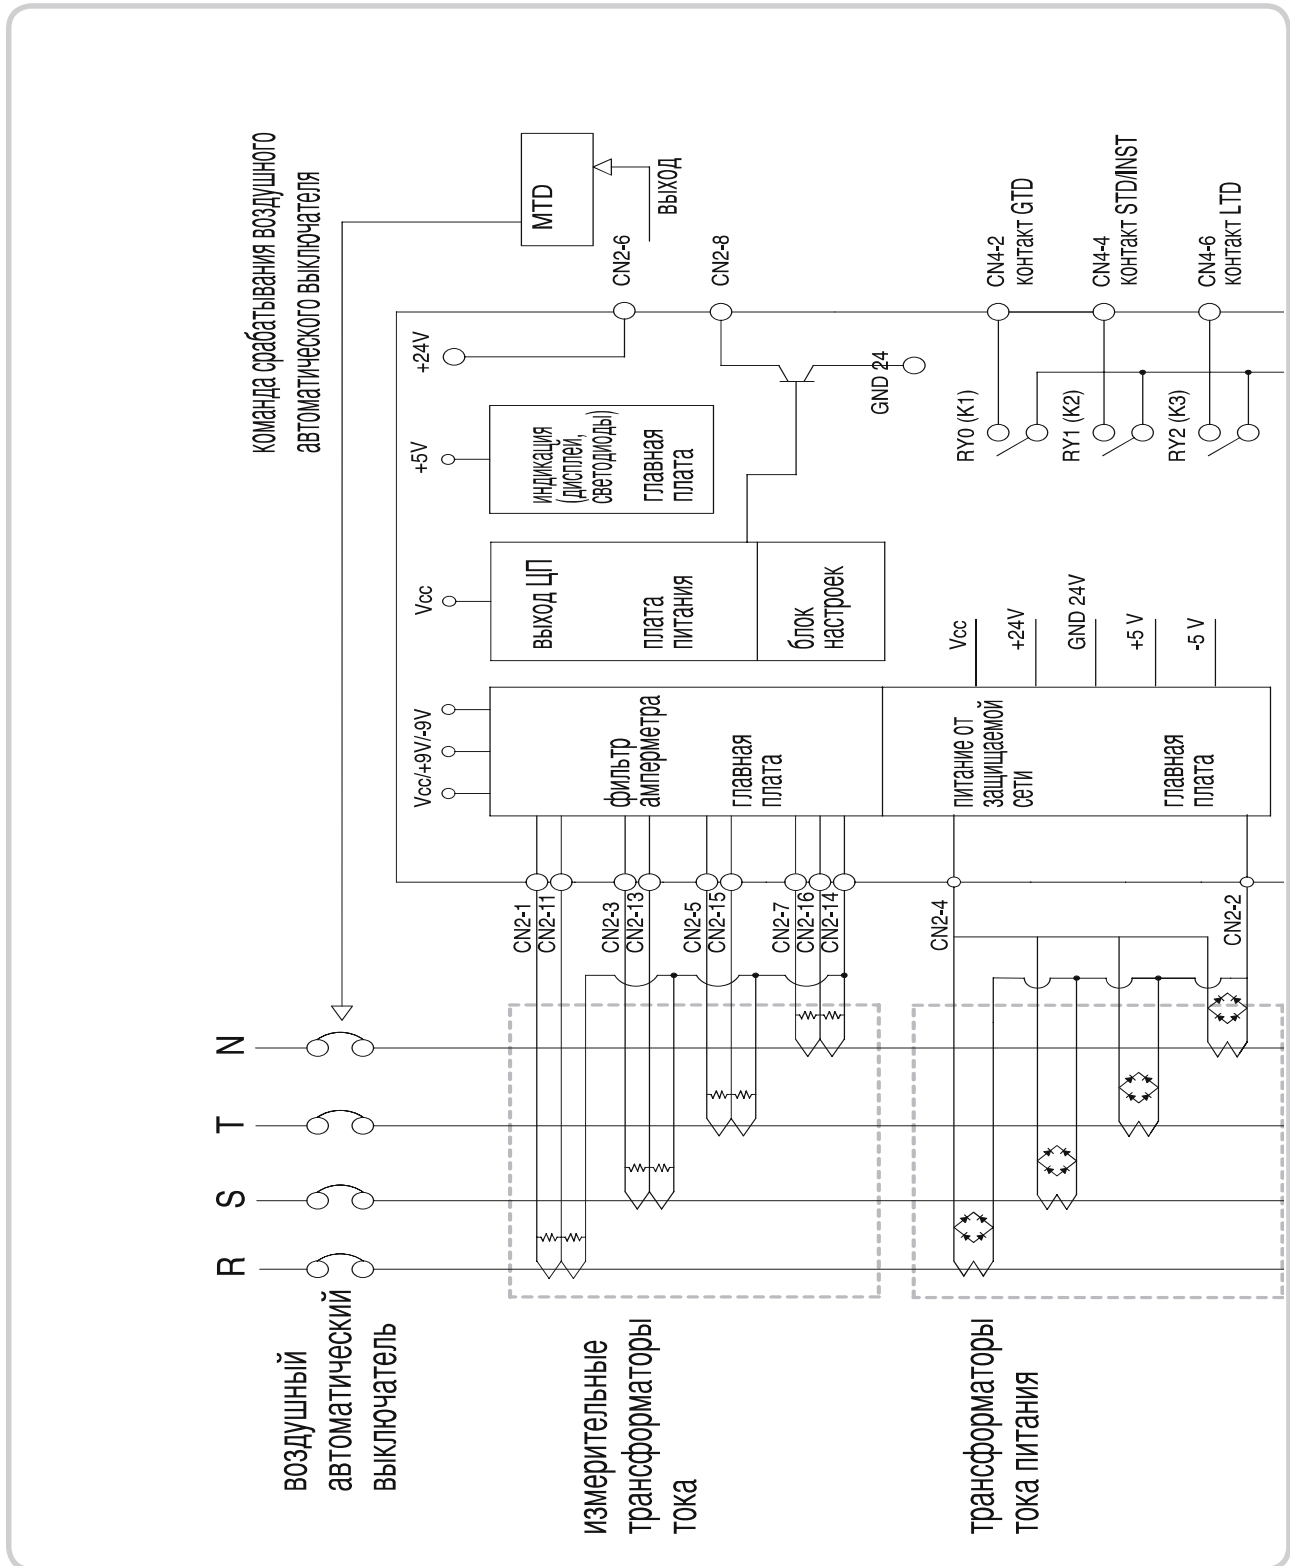 команда срабатывания воздушного
автоматического выключателя
MTD
выход
+24V
CN2-6
CN2-8
GND 24
CN4-2
контакт GTD
CN4-4
контакт STD/INST
CN4-6
контакт LTD
RY0 (K1)
RY1 (K2)
RY2 (K3)
+5V
индикация
(дисплей,
светодиоды)
главная
плата
Vcc
выход ЦП
плата
питания
блок
настроек
Vcc/+9V/-9V
фильтр
амперметра
главная
плата
питание от
защищаемой
сети
главная
плата
Vcc
+24V
GND 24V
+5 V
-5 V
CN2-1
CN2-11
CN2-3
CN2-13
CN2-5
CN2-15
CN2-7
CN2-16
CN2-14
CN2-4
CN2-2
N
T
S
R
воздушный
автоматический
выключатель
измерительные
трансформаторы
тока
трансформаторы
тока питания